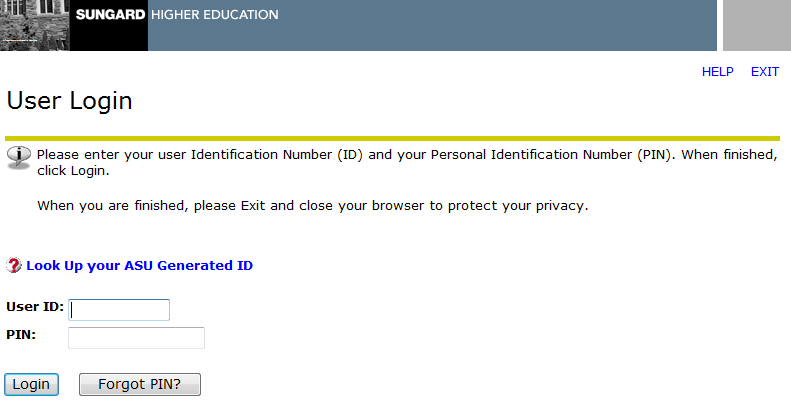 SUNGARD HIGHER EDUCATION
HELP EXIT
User Login
Please enter your user Identification Number (ID) and your Personal Identification Number (PIN). When finished,
click Login.
When you are finished, please Exit and close your browser to protect your privacy.
Look Up your ASU Generated ID
User ID:
PIN:
Login Forgot PIN?